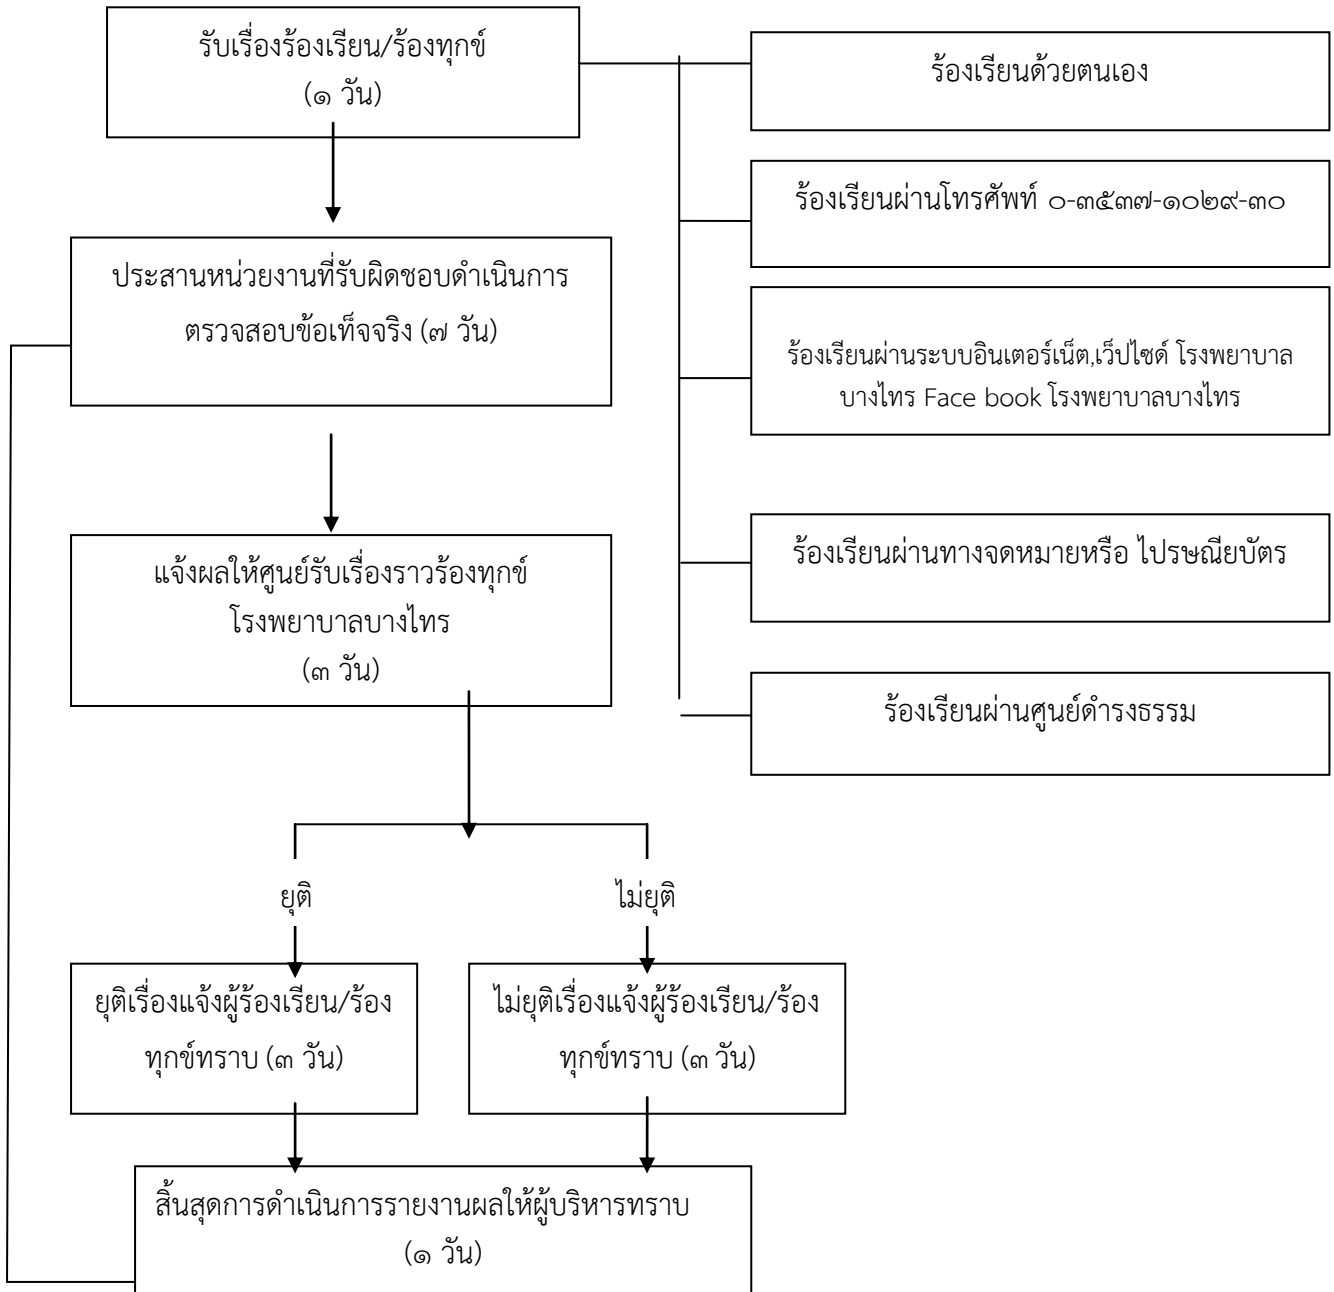 รับเรื่องร้องเรียน/ร้องทุกข์
(๑ วัน)
ร้องเรียนด้วยตนเอง
ร้องเรียนผ่านโทรศัพท์ ๐-๓๕๓๗-๑๐๒๙-๓๐
ประสานหน่วยงานที่รับผิดชอบดำเนินการ
ตรวจสอบข้อเท็จจริง (๗ วัน)
ร้องเรียนผ่านระบบอินเตอร์เน็ต,เว็ปไซด์ โรงพยาบาล
บางไทร Face book โรงพยาบาลบางไทร
ร้องเรียนผ่านทางจดหมายหรือ ไปรษณียบัตร
แจ้งผลให้ศูนย์รับเรื่องราวร้องทุกข์
โรงพยาบาลบางไทร
(๓ วัน)
ร้องเรียนผ่านศูนย์ดำรงธรรม
ยุติ
ไม่ยุติ
ยุติเรื่องแจ้งผู้ร้องเรียน/ร้อง
ทุกข์ทราบ (๓ วัน)
ไม่ยุติเรื่องแจ้งผู้ร้องเรียน/ร้อง
ทุกข์ทราบ (๓ วัน)
สิ้นสุดการดำเนินการรายงานผลให้ผู้บริหารทราบ
(๑ วัน)